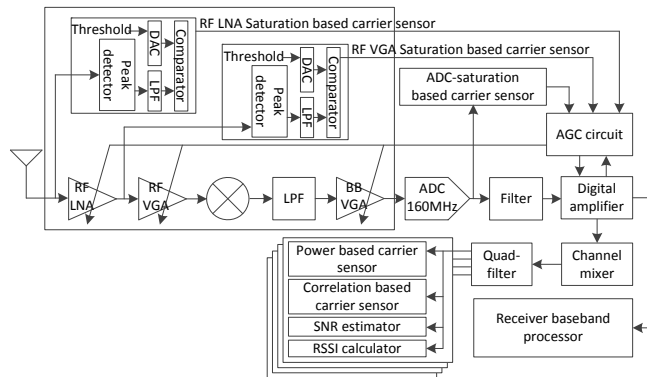 Threshold
DAC
Comparator
RF LNA Saturation based carrier sensor
Peak
detector
LPF
Threshold
DAC
Comparator
RF VGA Saturation based carrier sensor
Peak
detector
LPF
ADC-saturation
based carrier sensor
AGC circuit
RF
LNA
RF
VGA
LPF
BB
VGA
ADC
160MHz
Filter
Digital
amplifier
Power based carrier
sensor
Correlation based
carrier sensor
SNR estimator
RSSI calculator
Quad-
filter
Channel
mixer
Receiver baseband
processor